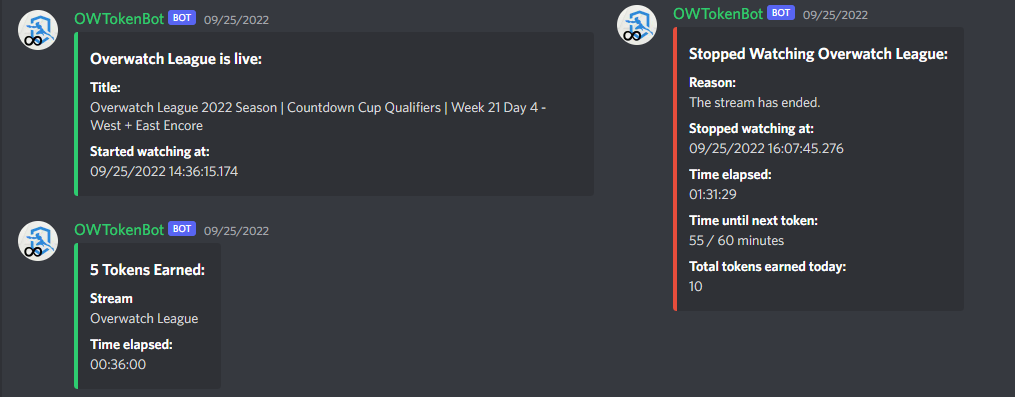 OWTokenBot BOT 09/25/2022
Overwatch League is live:
Title:
Overwatch League 2022 Season | Countdown Cup Qualifiers | Week 21 Day 4 -
West + East Encore
Started watching at:
09/25/2022 14:36:15.174
OWTokenBot BOT 09/25/2022
5 Tokens Earned:
Stream
Overwatch League
Time elapsed:
00:36:00
OWTokenBot BOT 09/25/2022
Stopped Watching Overwatch League:
Reason:
The stream has ended.
Stopped watching at:
09/25/2022 16:07:45.276
Time elapsed:
01:31:29
Time until next token:
55 / 60 minutes
Total tokens earned today:
10